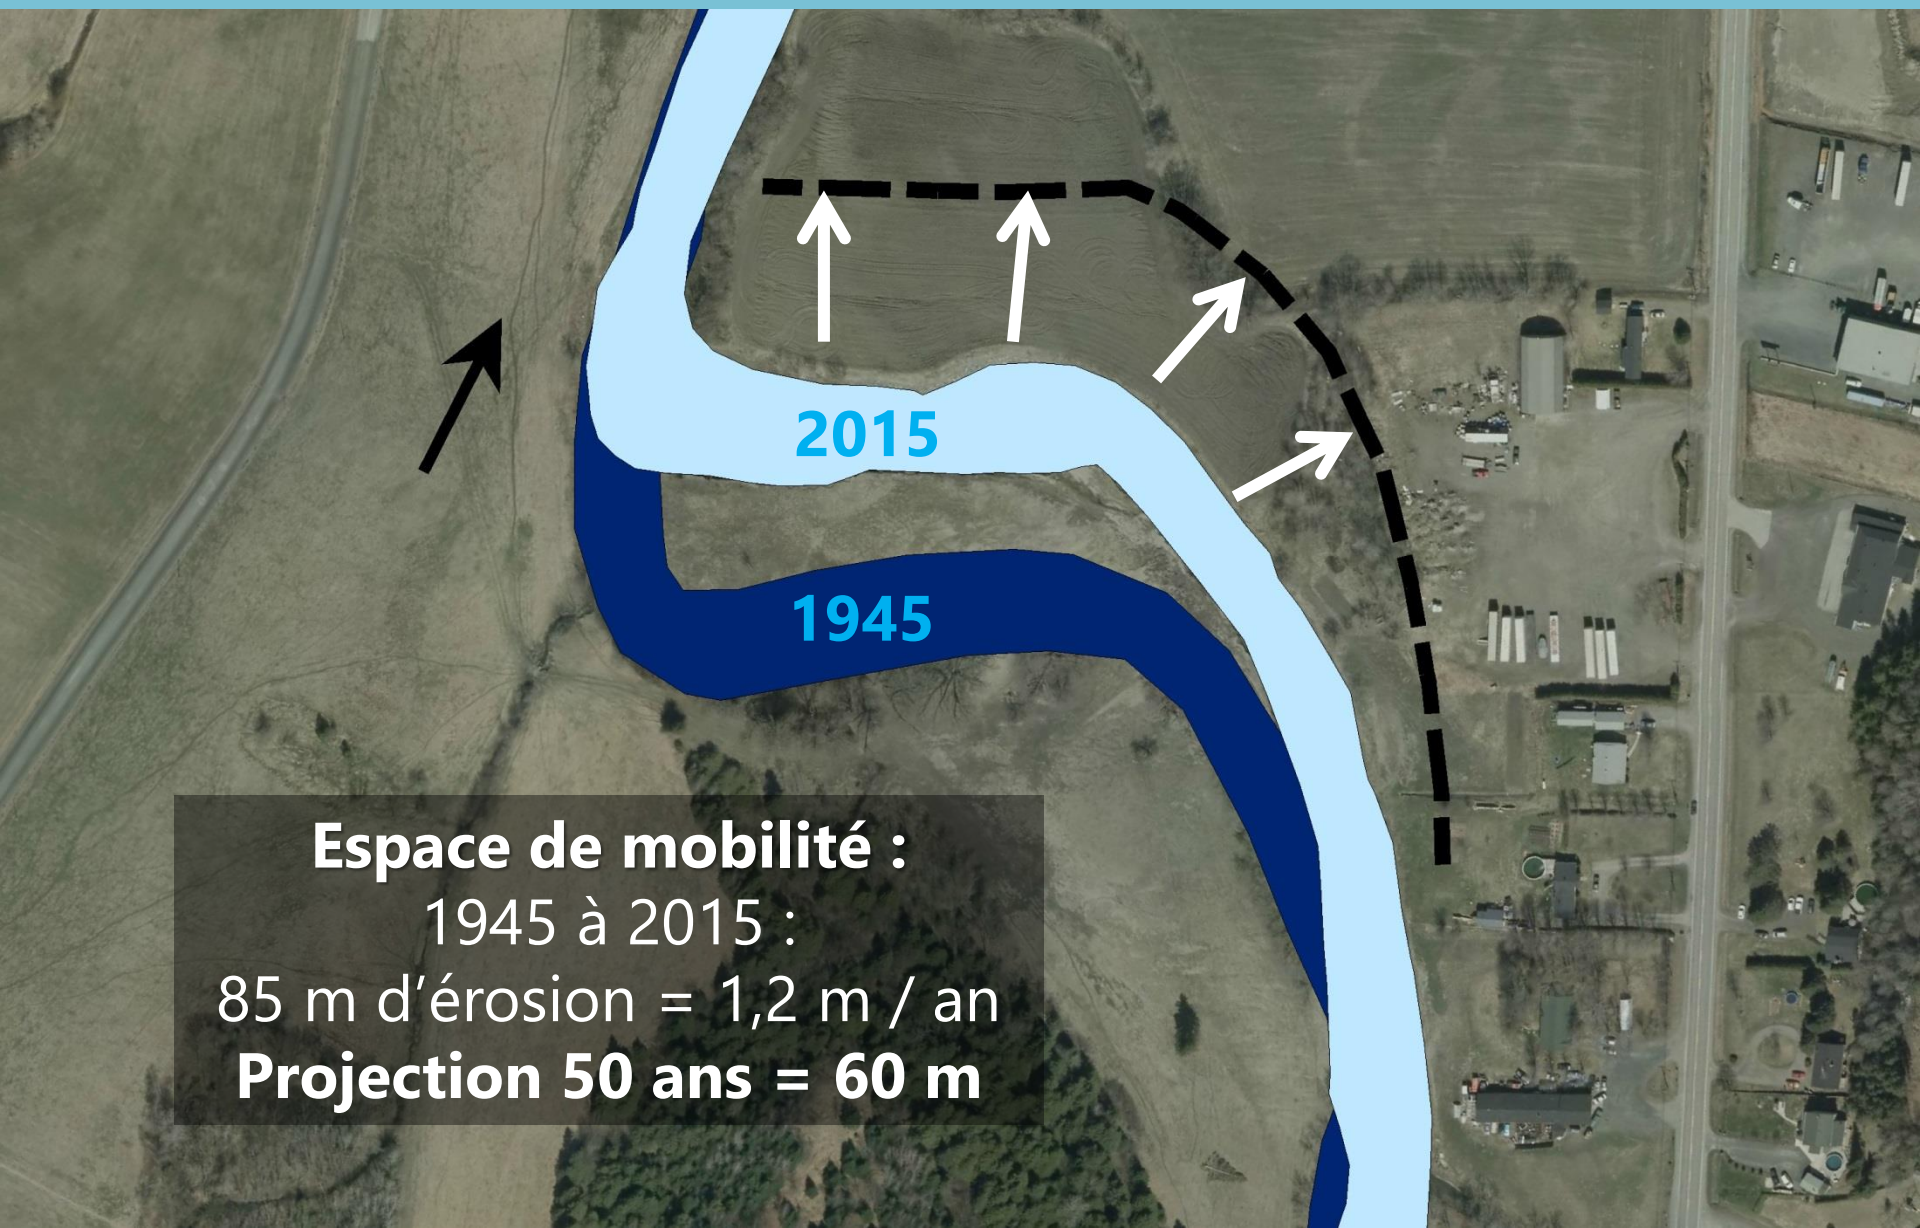 2015
1945
Espace de mobilité :
1945 à 2015 :
85 m d’érosion = 1,2 m / an
Projection 50 ans = 60 m